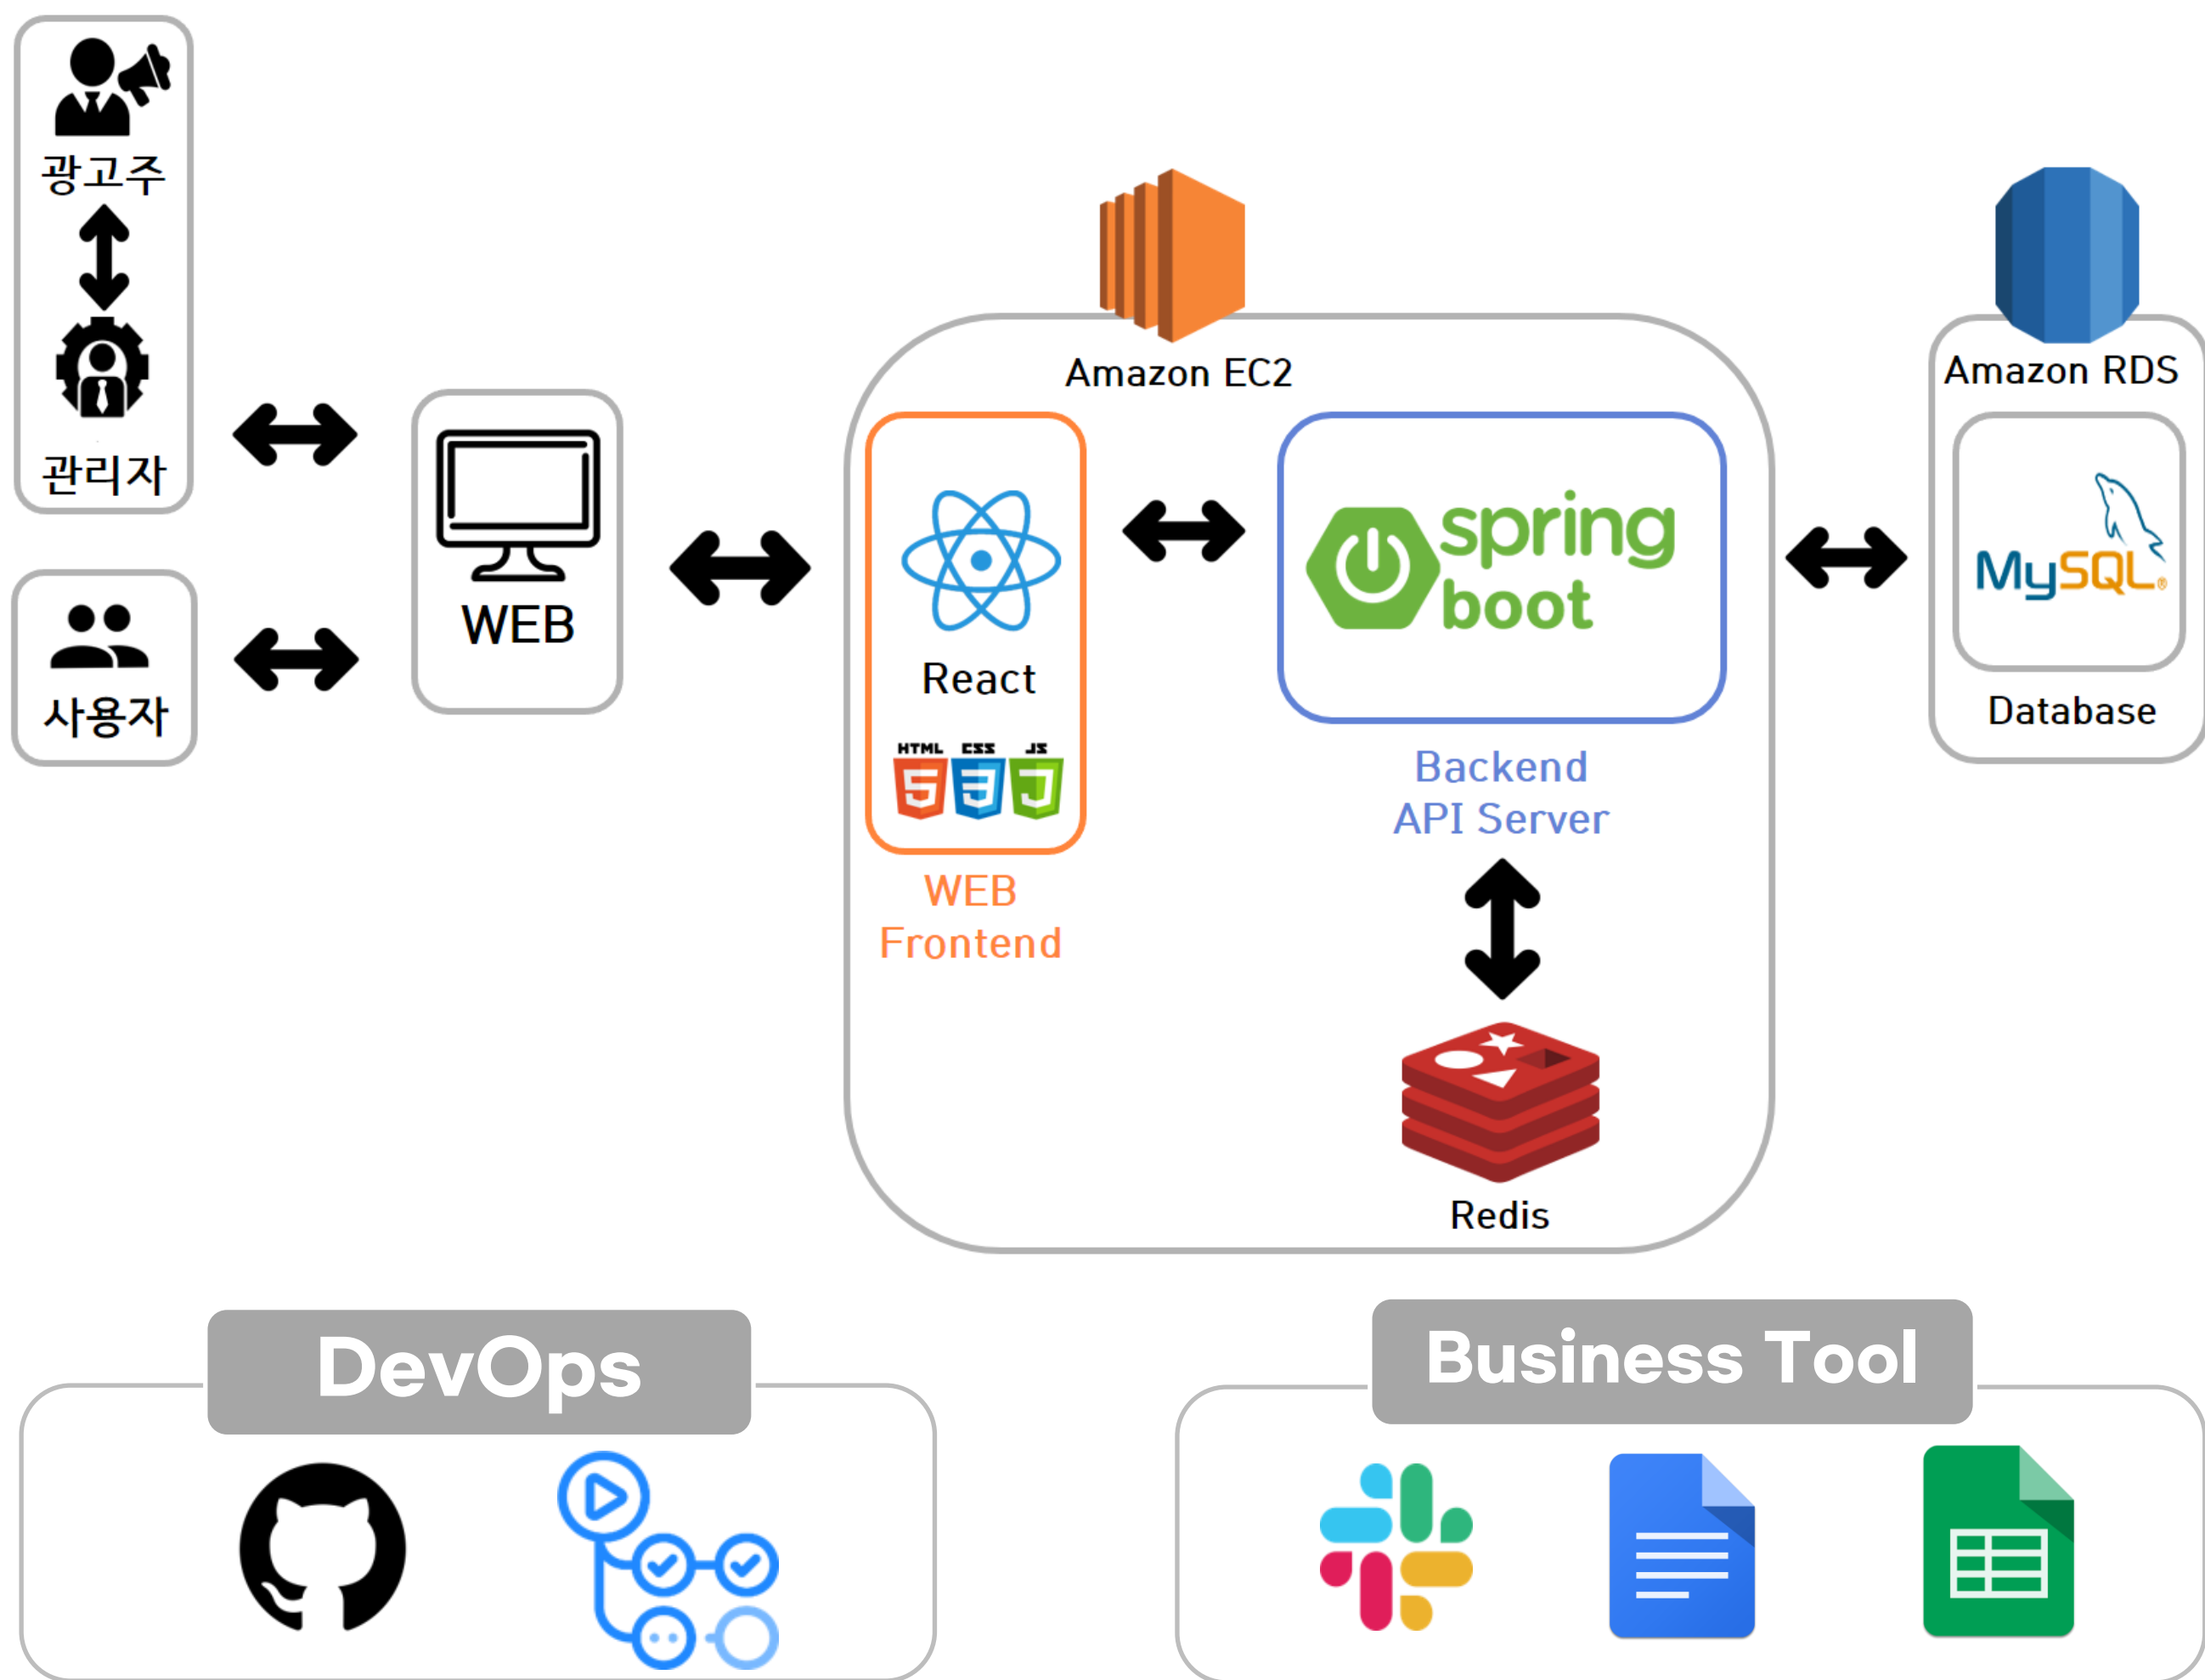 광고주
관리자
사용자
WEB
Amazon EC2
React
HTML CSS JS
WEB
Frontend
spring
boot
Backend
API Server
Redis
Amazon RDS
MySQL®
Database
DevOps
Business Tool